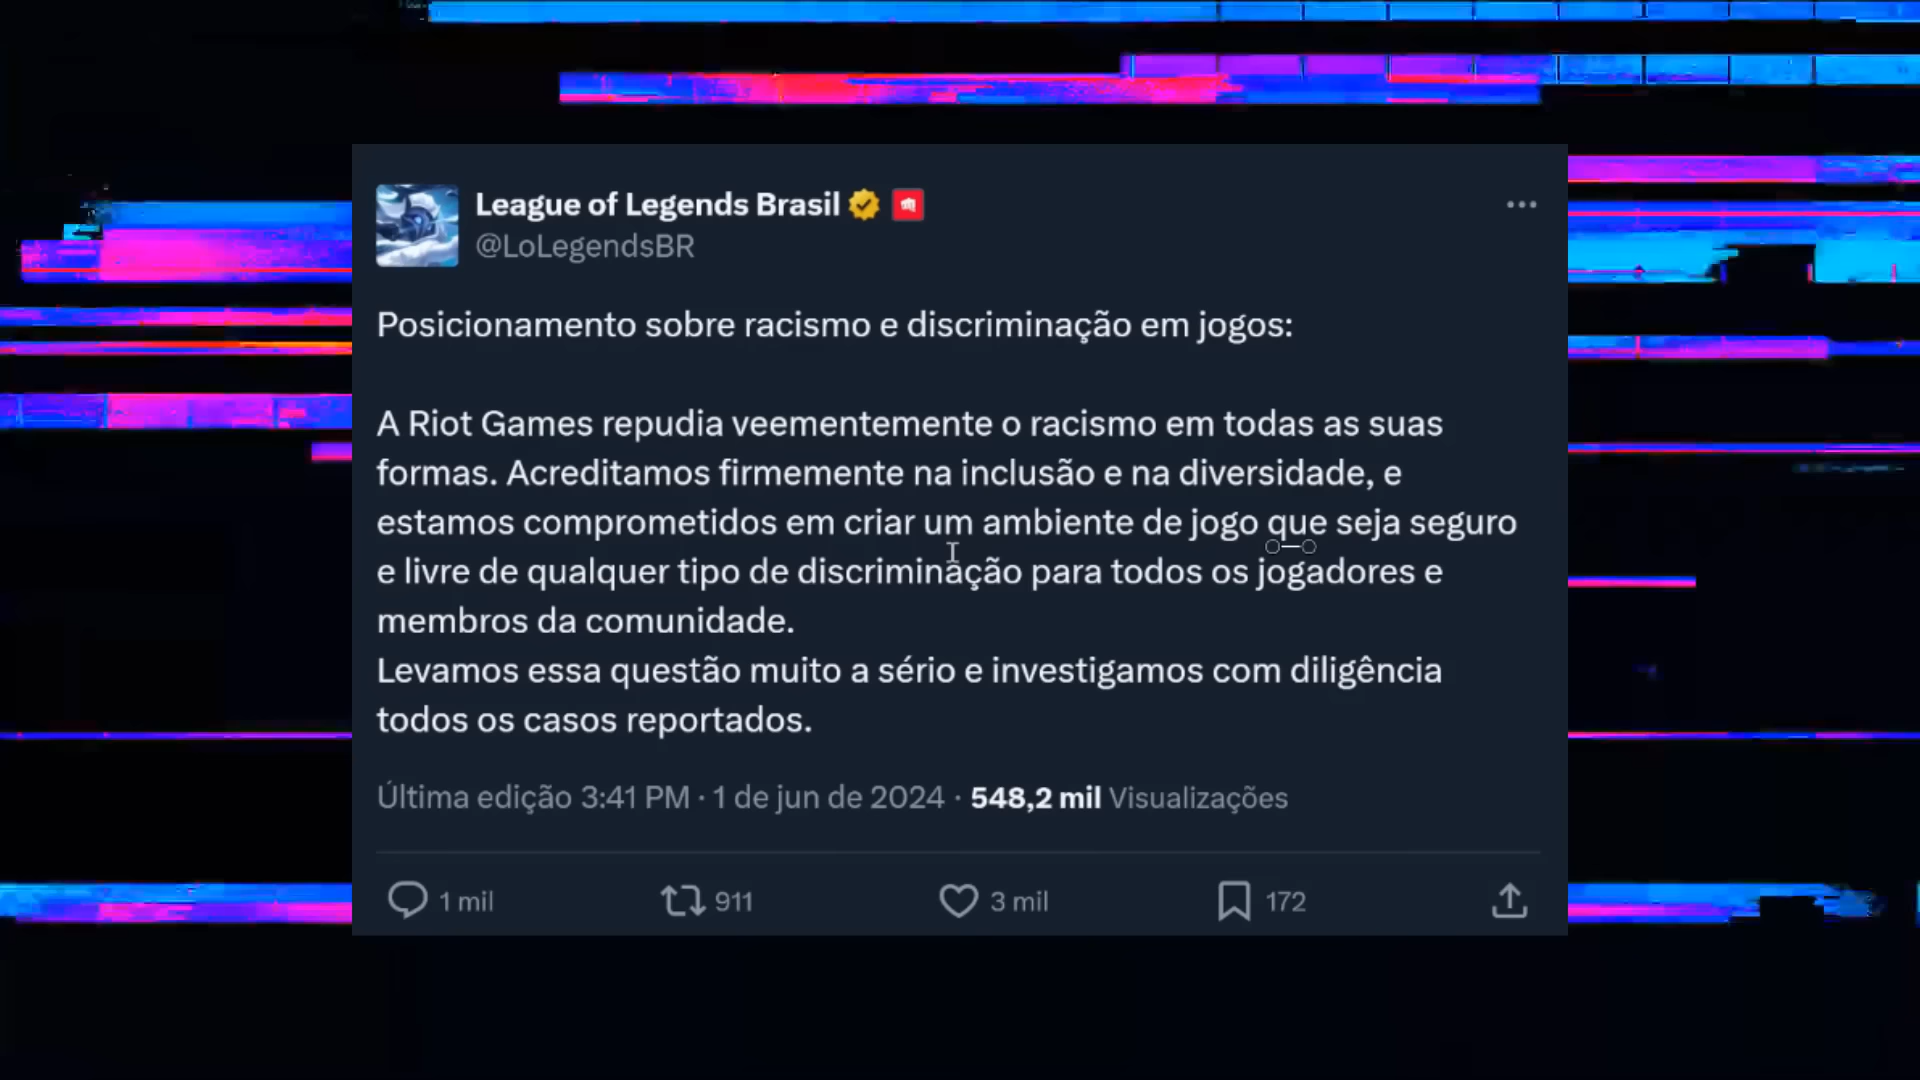 League of Legends Brasil
@LoLegendsBR
Posicionamento sobre racismo e discriminação em jogos:
A Riot Games repudia veementemente o racismo em todas as suas
formas. Acreditamos firmemente na inclusão e na diversidade, e
estamos comprometidos em criar um ambiente de jogo que seja seguro
e livre de qualquer tipo de discriminação para todos os jogadores e
membros da comunidade.
Levamos essa questão muito a sério e investigamos com diligência
todos os casos reportados.
Última edição 3:41 PM · 1 de jun de 2024 · 548,2 mil Visualizações
1 mil 911 3 mil 172